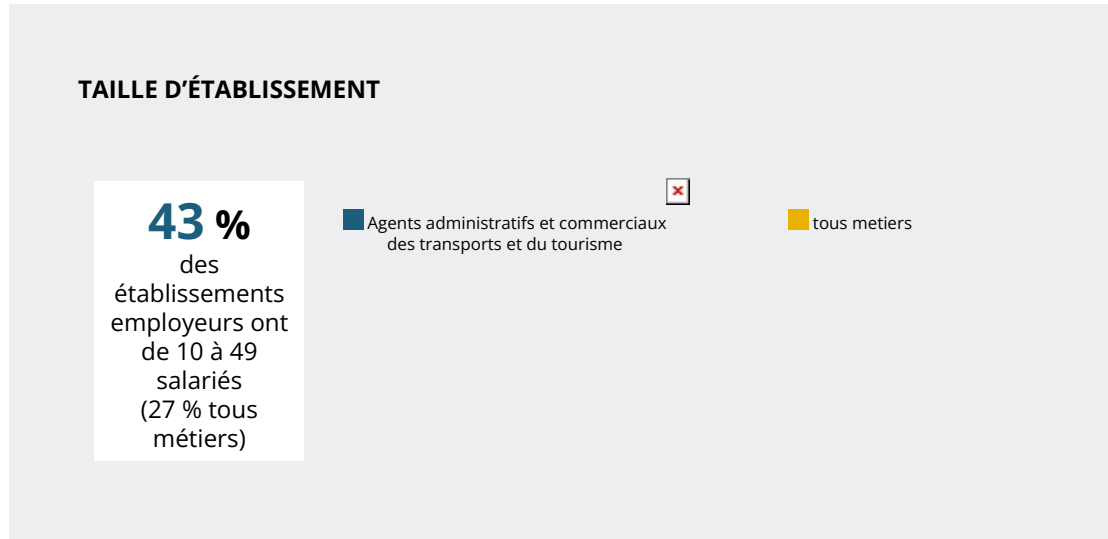 TAILLE D’ÉTABLISSEMENT
43 %
des
établissements
employeurs ont
de 10 à 49
salariés
(27 % tous
métiers)
Agents administratifs et commerciaux
des transports et du tourisme
tous metiers